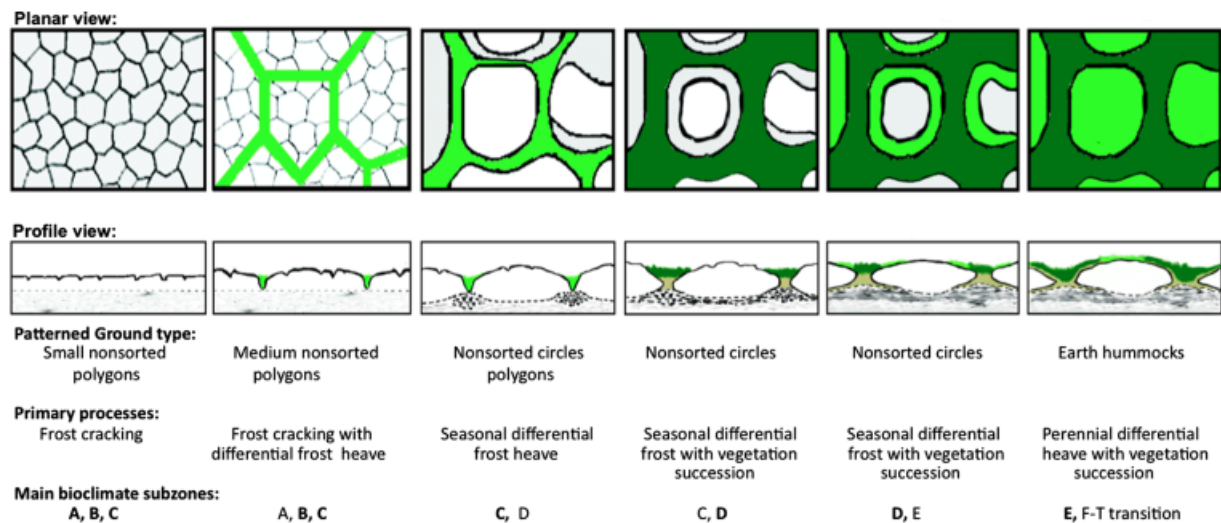 Planar view:
Profile view:
Patterned Ground type:
Small nonsorted
polygons
Medium nonsorted
polygons
Nonsorted circles
polygons
Nonsorted circles
Nonsorted circles
Earth hummocks
Primary processes:
Frost cracking
Frost cracking with
differential frost heave
Seasonal differential
frost heave
Seasonal differential
frost with vegetation
succession
Seasonal differential
frost with vegetation
succession
Perennial differential
heave with vegetation
succession
Main bioclimate subzones:
A, B, C
A, B, C
C, D
C, D
D, E
E, F-T transition